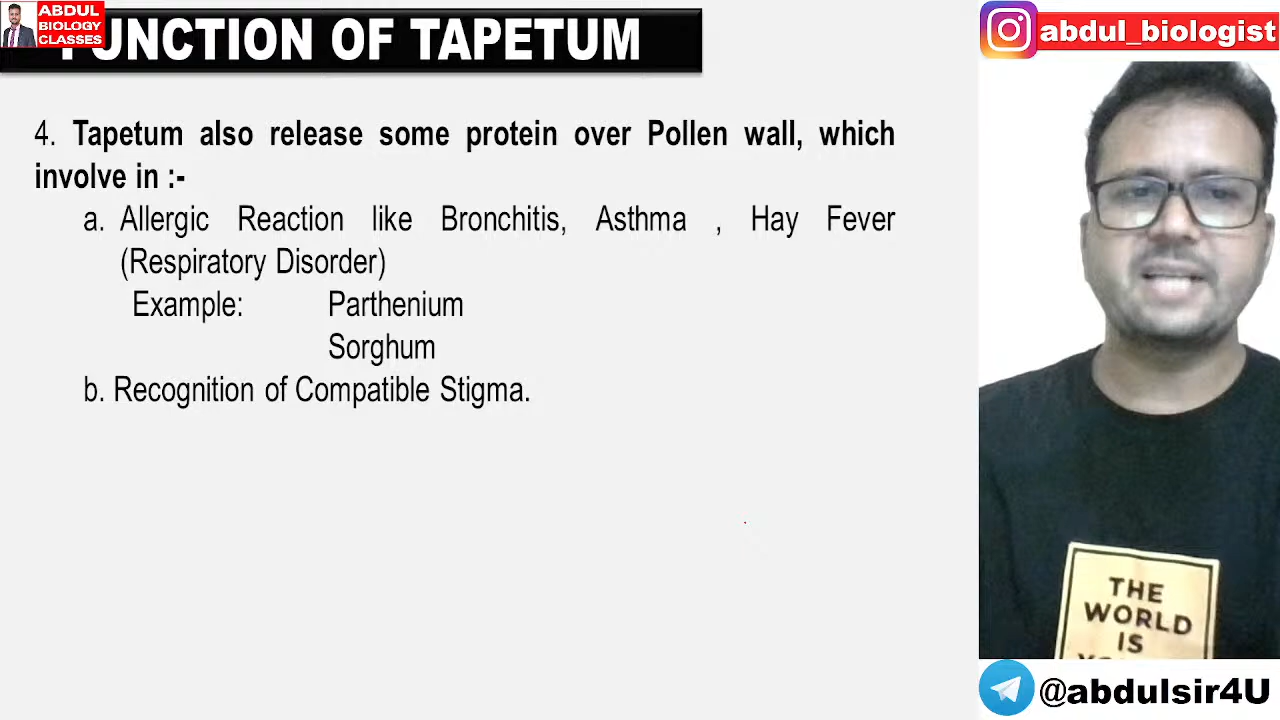 ABDUL
BIOLOGY
CLASSES
FUNCTION OF TAPETUM
abdul_biologist
4. Tapetum also release some protein over Pollen wall, which
involve in :-
a. Allergic Reaction like Bronchitis, Asthma , Hay Fever
(Respiratory Disorder)
Example: Parthenium
Sorghum
b. Recognition of Compatible Stigma.
THE
WORLD
IS
@abdulsir4U